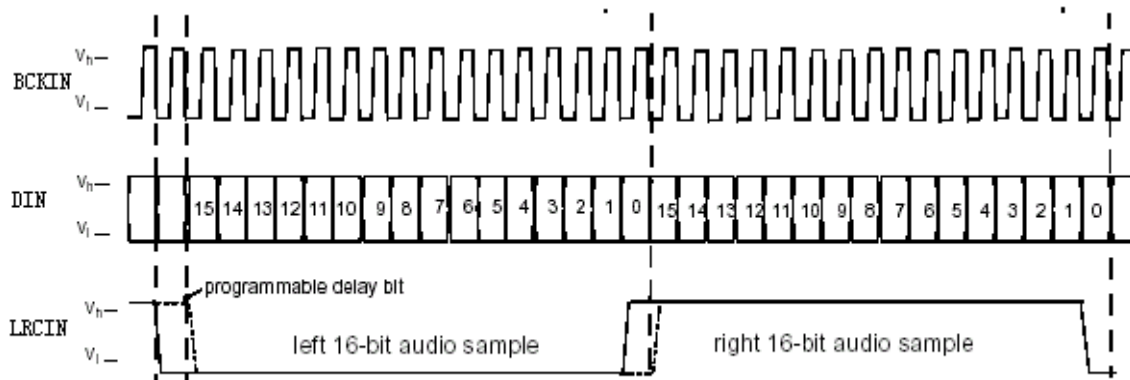 Vh
BCKIN
Vl
Vh
DIN
Vl
15 14 13 12 11 10 9 8 7 6 5 4 3 2 1 0 15 14 13 12 11 10 9 8 7 6 5 4 3 2 1 0
programmable delay bit
Vh
LRCIN
Vl
left 16-bit audio sample
right 16-bit audio sample